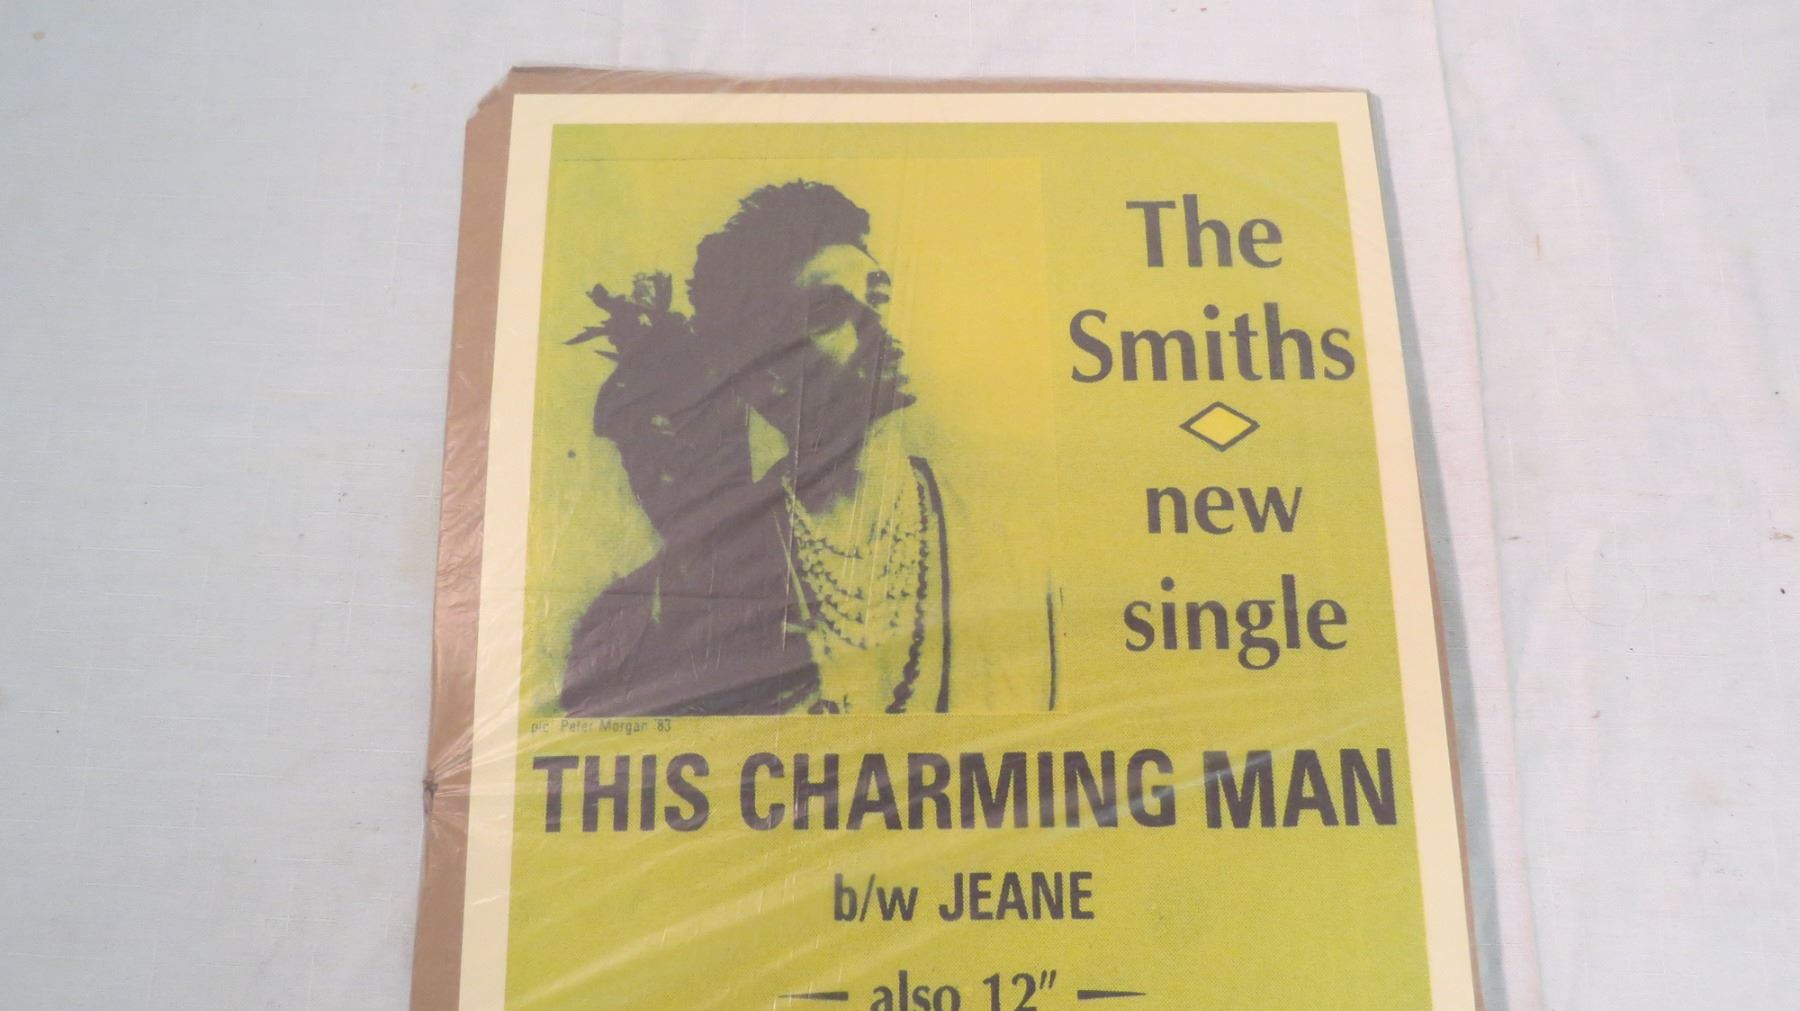 The
Smiths
new
single
pic Peter Morgan '83
THIS CHARMING MAN
b/w JEANE
also 12"